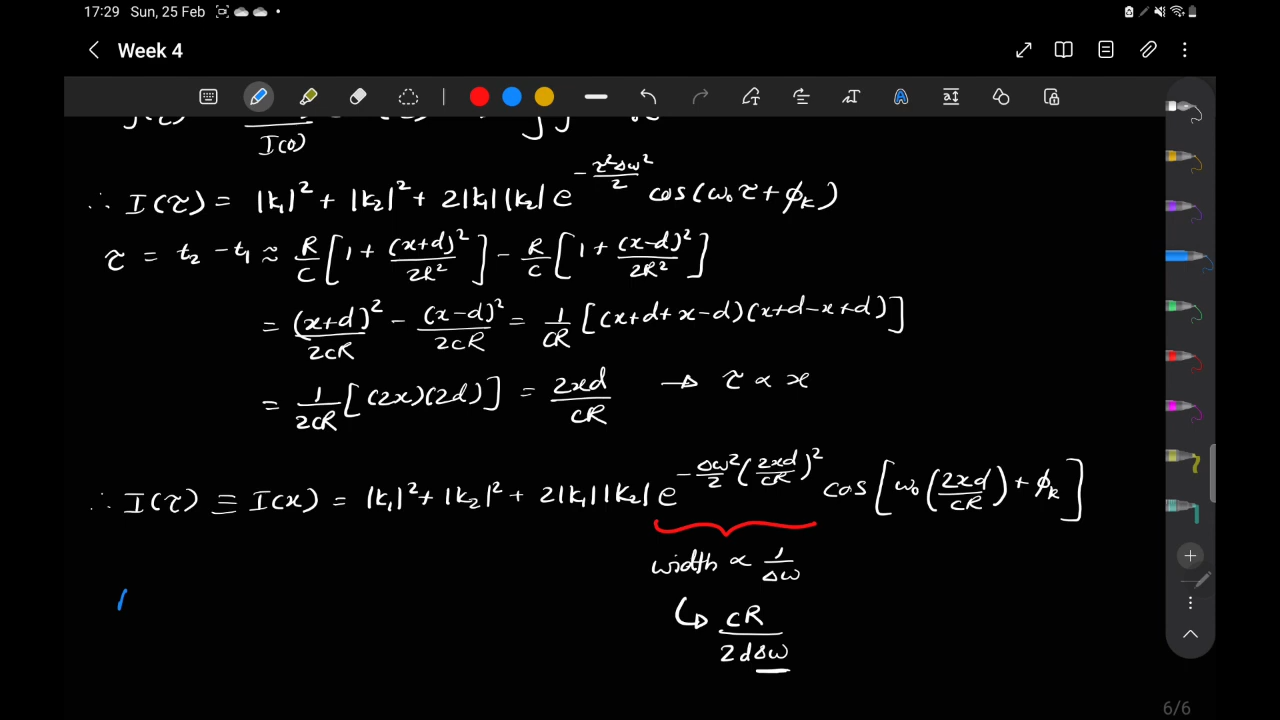 17:29 Sun, 25 Feb
Week 4
I(0)
∴ I(τ) = |k₁|² + |k₂|² + 2|k₁||k₂| e^(-τ²Δω²/2) cos(ω₀τ + ϕₖ)
τ = t₂ - t₁ ≈ R/C [1 + (x+d)²/2R²] - R/C [1 + (x-d)²/2R²]
= (x+d)²/2CR - (x-d)²/2CR = 1/CR [(x+d+x-d)(x+d-x+d)]
= 1/2CR [(2x)(2d)] = 2xd/CR → τ ∝ x
∴ I(τ) ≡ I(x) = |k₁|² + |k₂|² + 2|k₁||k₂| e^(-Δω²/2 (2xd/CR)²) cos[ω₀(2xd/CR) + ϕₖ]
width ∝ 1/Δω
↳ CR/2dΔω
6/6